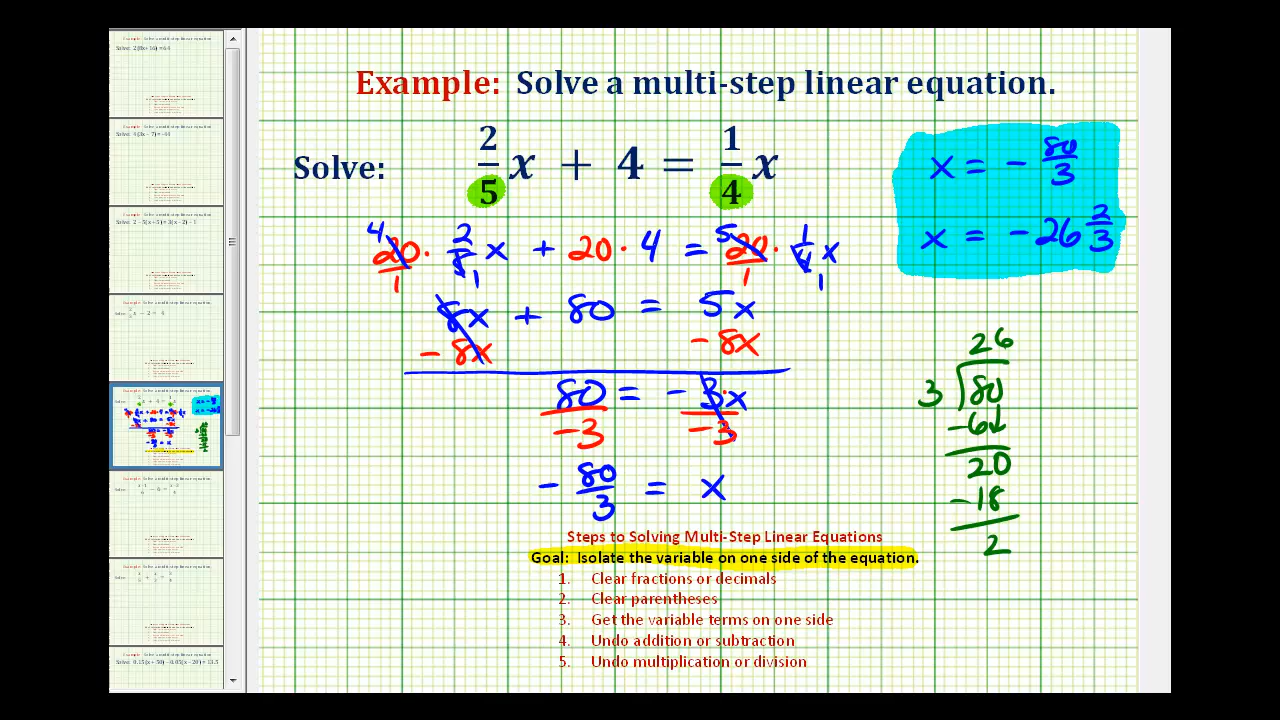 Example: Solve a multi-step linear equation.
Solve: 2/5 x + 4 = 1/4 x
x = - 80/3
x = -26 2/3
4 5
20/1 · 2/5 x + 20 · 4 = 20/1 · 1/4 x
1 1
8x + 80 = 5x
- 8x - 8x
80 = - 3·x
-3 -3
- 80/3 = x
26
3 80
-6↓
20
-18
2
Steps to Solving Multi-Step Linear Equations
Goal: Isolate the variable on one side of the equation.
1. Clear fractions or decimals
2. Clear parentheses
3. Get the variable terms on one side
4. Undo addition or subtraction
5. Undo multiplication or division